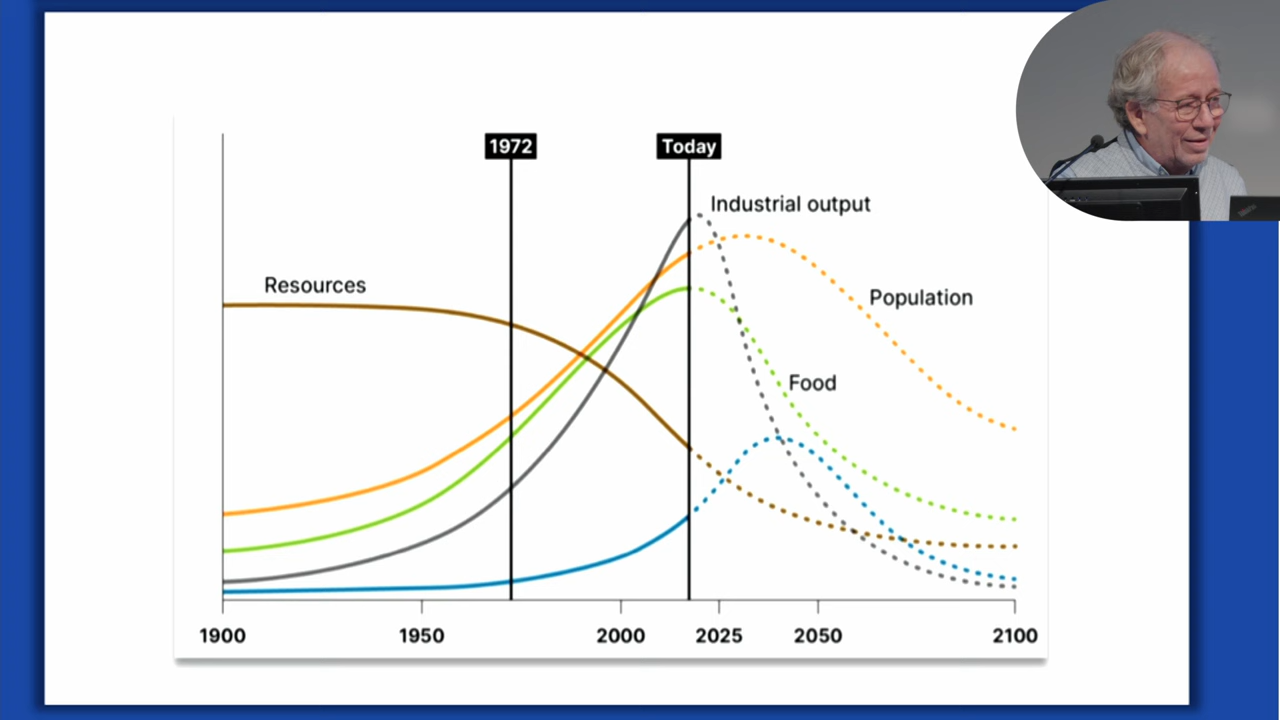 1972
Today
Industrial output
Resources
Population
Food
1900
1950
2000
2025
2050
2100